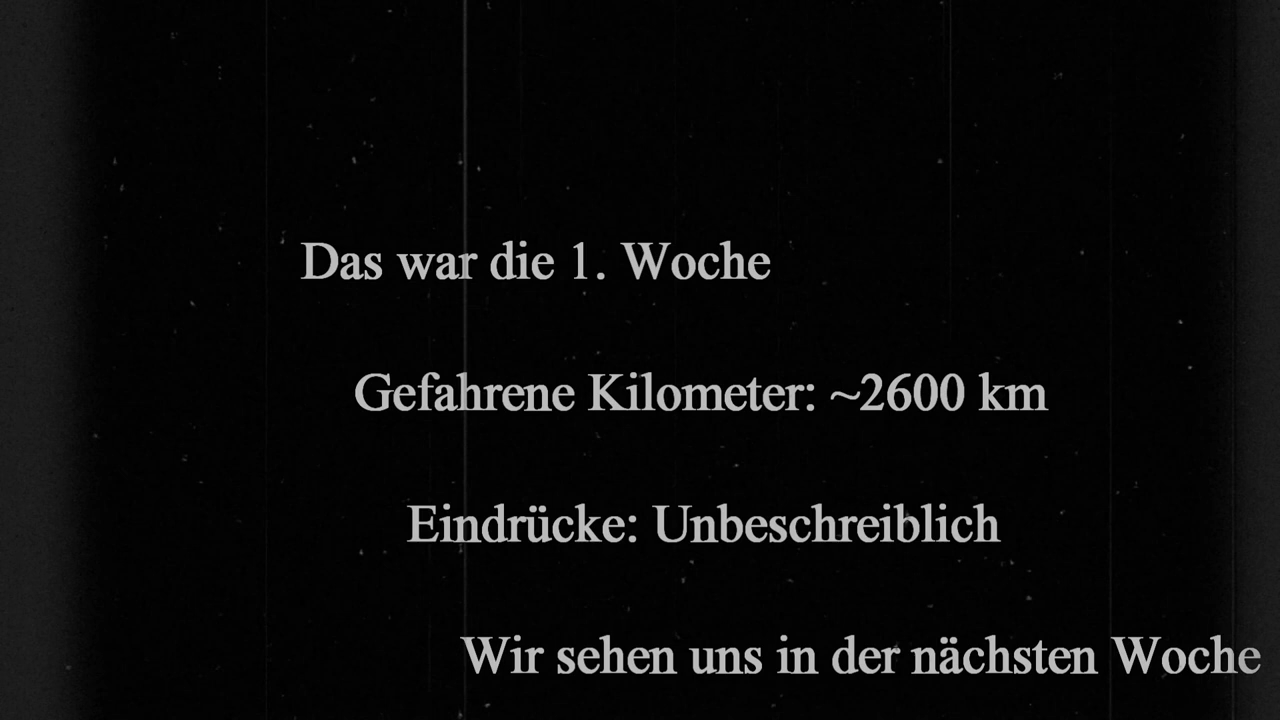 Das war die 1. Woche
Gefahrene Kilometer: ~2600 km
Eindrücke: Unbeschreiblich
Wir sehen uns in der nächsten Woche